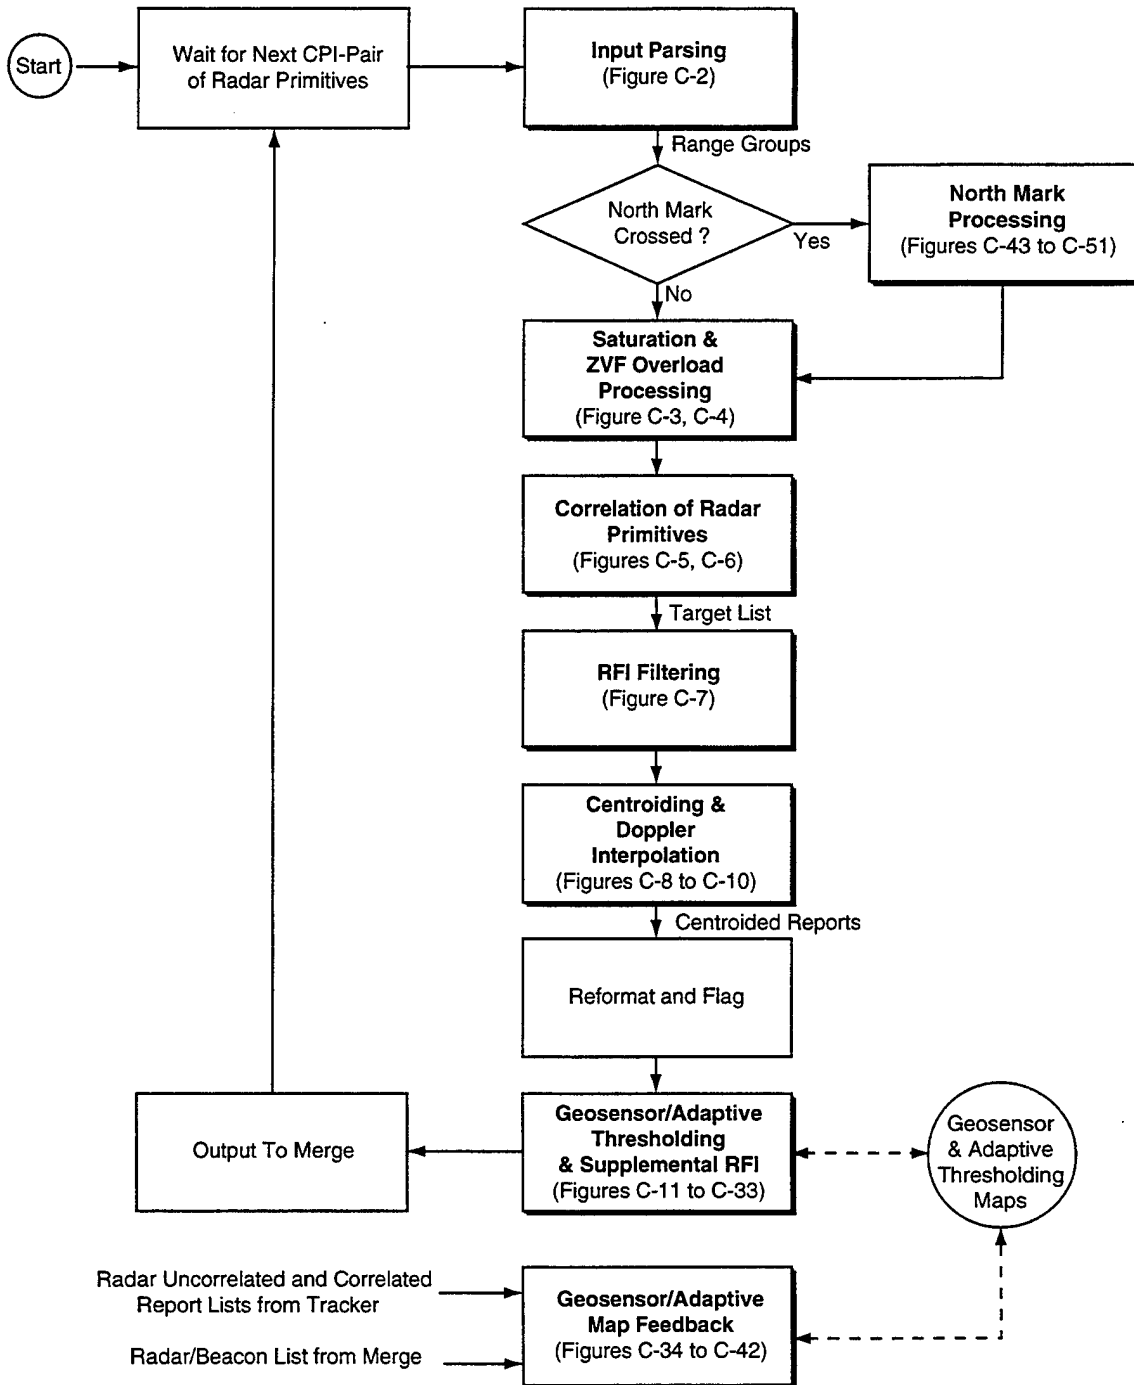 Start
Wait for Next CPI-Pair
of Radar Primitives
Input Parsing
(Figure C-2)
Range Groups
North Mark
Crossed ?
Yes
North Mark
Processing
(Figures C-43 to C-51)
No
Saturation &
ZVF Overload
Processing
(Figure C-3, C-4)
Correlation of Radar
Primitives
(Figures C-5, C-6)
Target List
RFI Filtering
(Figure C-7)
Centroiding &
Doppler
Interpolation
(Figures C-8 to C-10)
Centroided Reports
Reformat and Flag
Output To Merge
Geosensor/Adaptive
Thresholding
& Supplemental RFI
(Figures C-11 to C-33)
Geosensor
& Adaptive
Thresholding
Maps
Radar Uncorrelated and Correlated
Report Lists from Tracker
Radar/Beacon List from Merge
Geosensor/Adaptive
Map Feedback
(Figures C-34 to C-42)